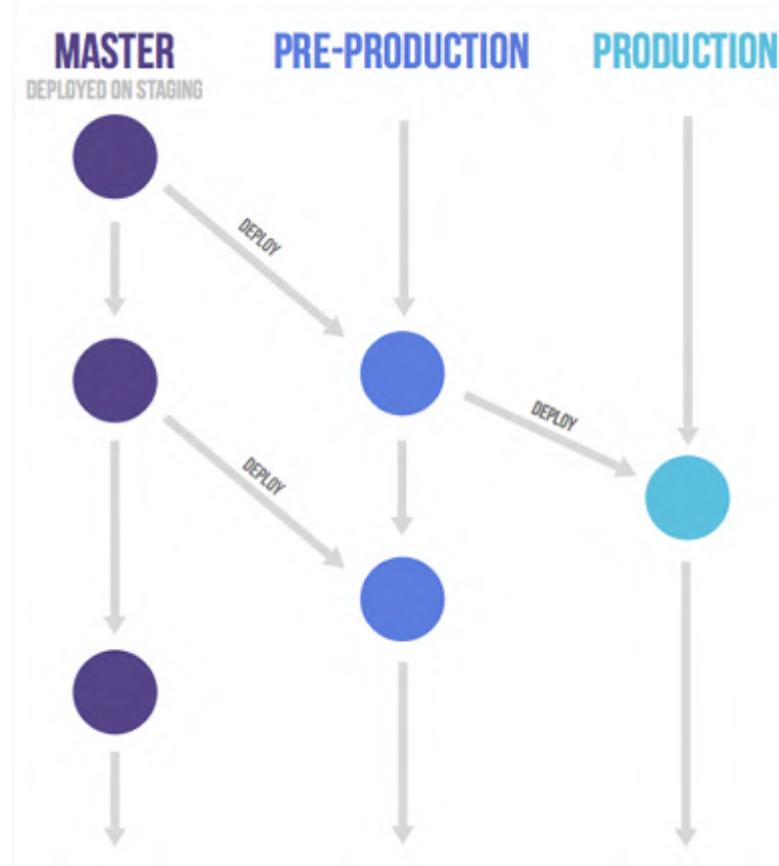 MASTER
DEPLOYED ON STAGING
PRE-PRODUCTION
PRODUCTION
DEPLOY
DEPLOY
DEPLOY